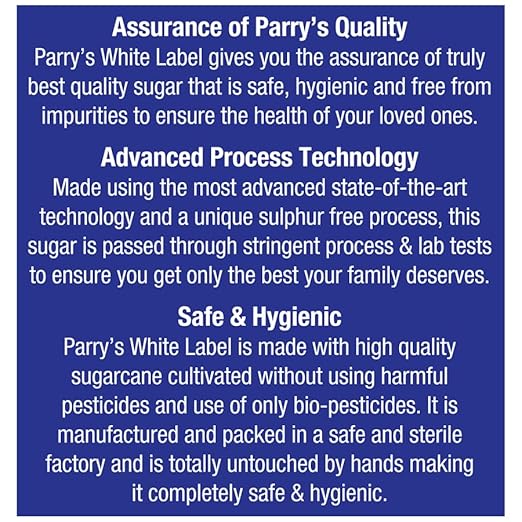 Assurance of Parry's Quality
Parry's White Label gives you the assurance of truly
best quality sugar that is safe, hygienic and free from
impurities to ensure the health of your loved ones.
Advanced Process Technology
Made using the most advanced state-of-the-art
technology and a unique sulphur free process, this
sugar is passed through stringent process & lab tests
to ensure you get only the best your family deserves.
Safe & Hygienic
Parry's White Label is made with high quality
sugarcane cultivated without using harmful
pesticides and use of only bio-pesticides. It is
manufactured and packed in a safe and sterile
factory and is totally untouched by hands making
it completely safe & hygienic.